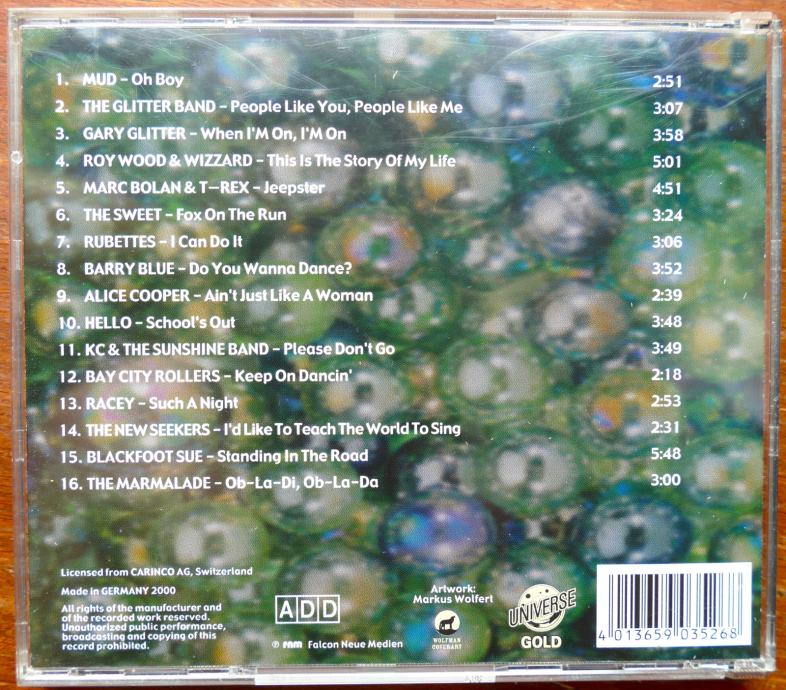 1. MUD – Oh Boy 2:51
2. THE GLITTER BAND – People Like You, People Like Me 3:07
3. GARY GLITTER – When I'M On, I'M On 3:58
4. ROY WOOD & WIZZARD – This Is The Story Of My Life 5:01
5. MARC BOLAN & T–REX – Jeepster 4:51
6. THE SWEET – Fox On The Run 3:24
7. RUBETTES – I Can Do It 3:06
8. BARRY BLUE – Do You Wanna Dance? 3:52
9. ALICE COOPER – Ain't Just Like A Woman 2:39
10. HELLO – School's Out 3:48
11. KC & THE SUNSHINE BAND – Please Don't Go 3:49
12. BAY CITY ROLLERS – Keep On Dancin' 2:18
13. RACEY – Such A Night 2:53
14. THE NEW SEEKERS – I'd Like To Teach The World To Sing 2:31
15. BLACKFOOT SUE – Standing In The Road 5:48
16. THE MARMALADE – Ob-La-Di, Ob-La-Da 3:00
Licensed from CARINCO AG, Switzerland
Made in GERMANY 2000
All rights of the manufacturer and
of the recorded work reserved.
Unauthorized public performance,
broadcasting and copying of this
record prohibited.
ADD
℗ FNM Falcon Neue Medien
Artwork:
Markus Wolfert
WOLFMAN
COVERART
UNIVERSE
GOLD
4 013659 035268